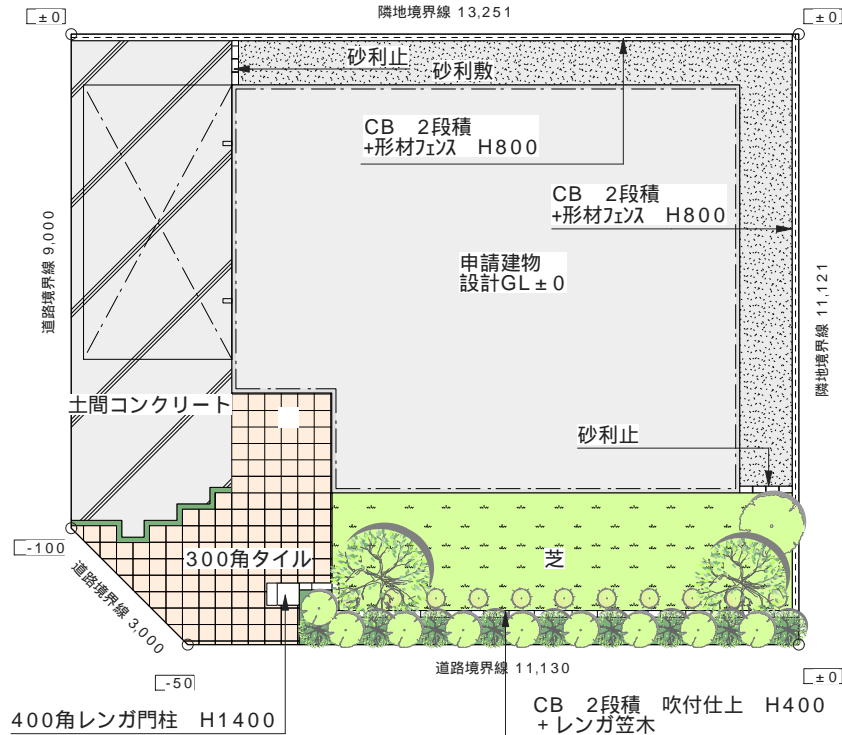 隣地境界線 13,251
±0
±0
砂利止
砂利敷
CB　2段積
+形材フェンス　H800
CB　2段積
+形材フェンス　H800
道路境界線 9,000
申請建物
設計GL±0
隣地境界線 11,121
土間コンクリート
砂利止
-100
300角タイル
芝
道路境界線 3,000
道路境界線 11,130
-50
±0
400角レンガ門柱　H1400
CB　2段積　吹付仕上　H400
+レンガ笠木